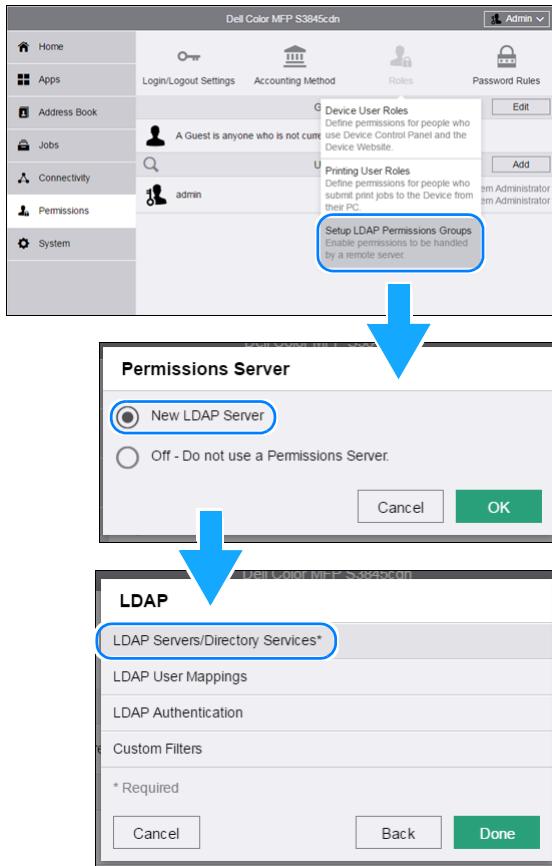 Dell Color MFP S3845cdn
Admin
Home
Apps
Address Book
Jobs
Connectivity
Permissions
System
Login/Logout Settings
Accounting Method
Roles
Password Rules
Edit
A Guest is anyone who is not
Add
admin
Device User Roles
Define permissions for people who
use Device Control Panel and the
Device Website.
Printing User Roles
Define permissions for people who
submit print jobs to the Device from
their PC.
Setup LDAP Permissions Groups
Enable permissions to be handled
by a remote server.
Administrator
Administrator
Permissions Server
New LDAP Server
Off - Do not use a Permissions Server.
Cancel
OK
Dell Color MFP S3845cdn
LDAP
LDAP Servers/Directory Services*
LDAP User Mappings
LDAP Authentication
Custom Filters
* Required
Cancel
Back
Done